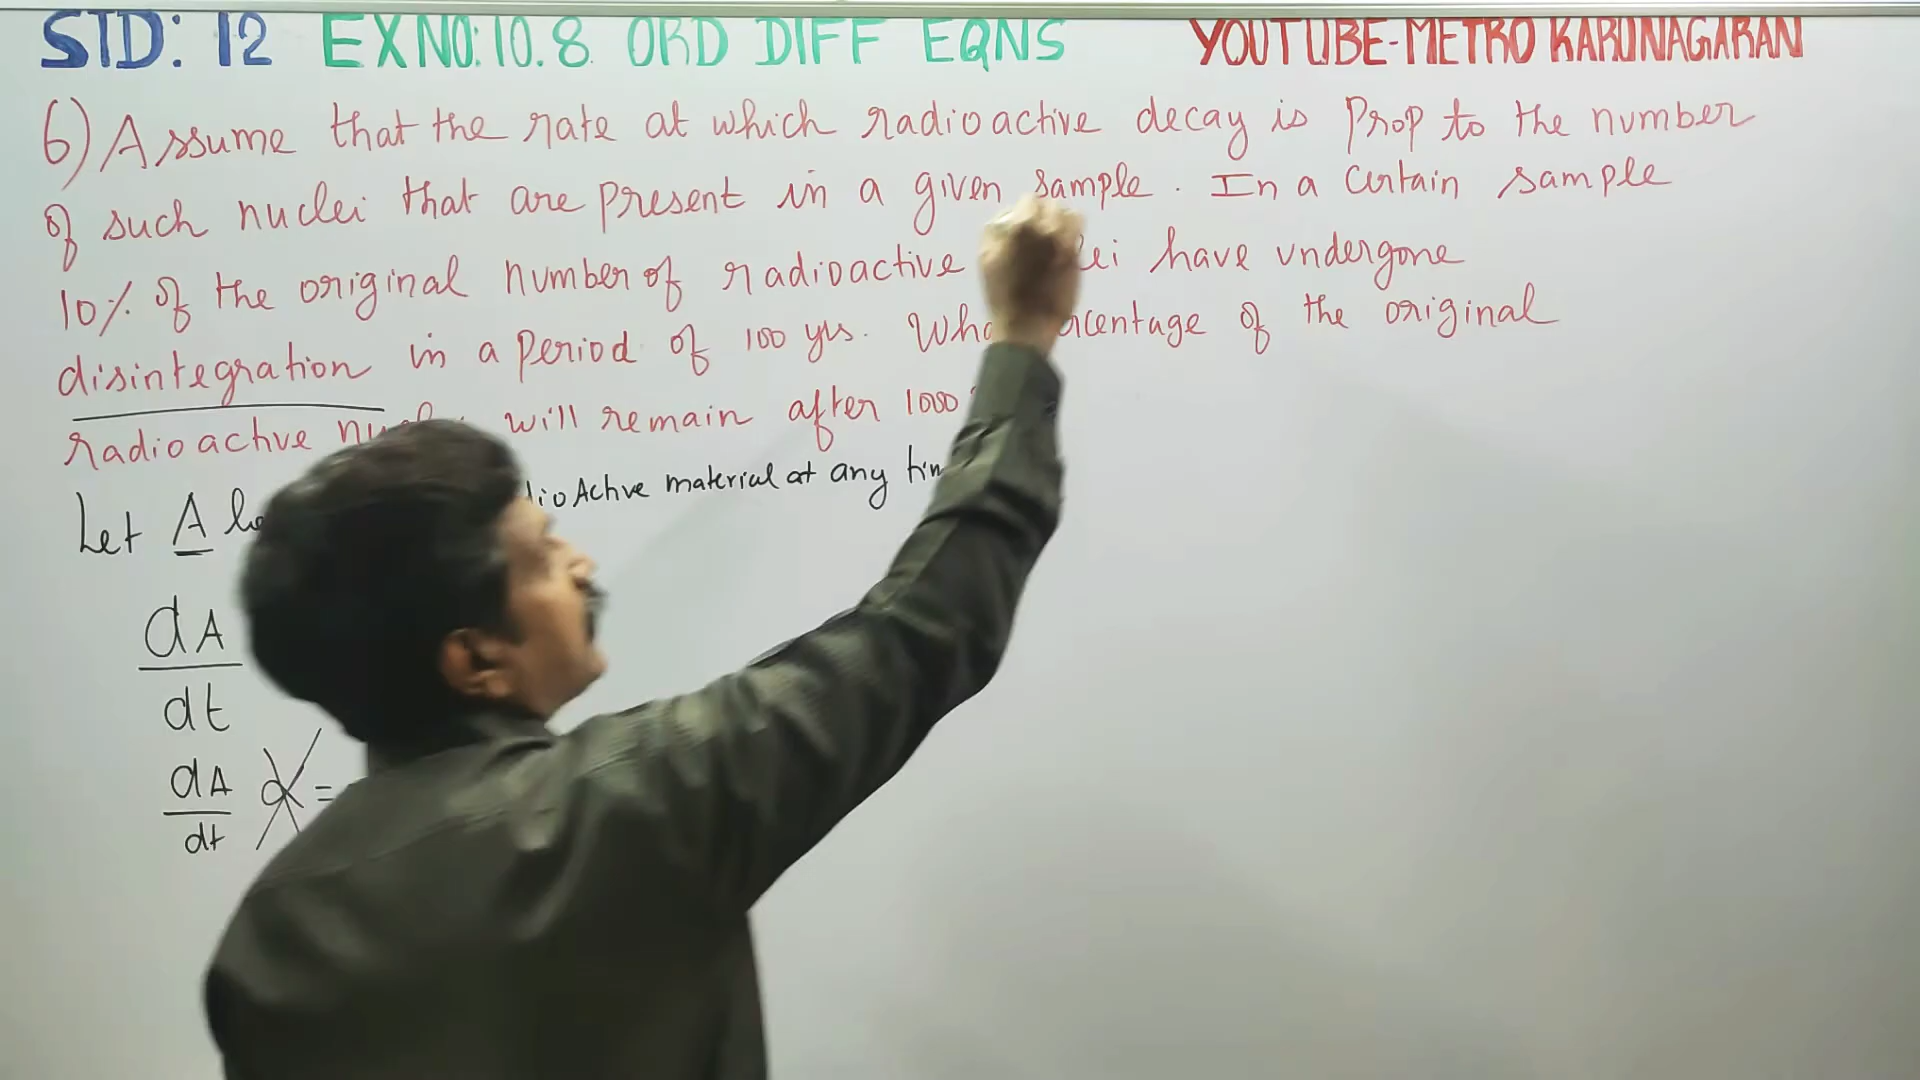 STD: 12 EX NO: 10.8 ORD DIFF EQNS YOUTUBE-METRO KARUNAGARAN
6) Assume that the rate at which radioactive decay is prop to the number
of such nuclei that are present in a given sample. In a certain sample
10% of the original number of radioactive lei have undergone
disintegration in a period of 100 yrs. centage of the original
radioactive will remain after 1000
Let A Active material at any
dA
dt
dA
dt
=